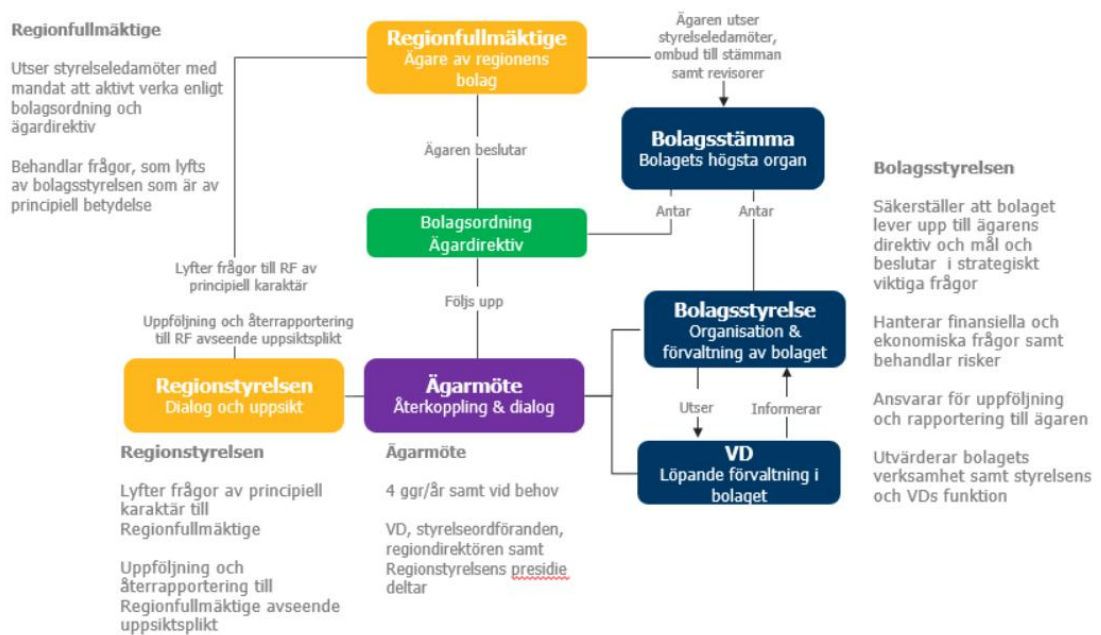 Regionfullmäktige
Utser styrelseledamöter med
mandat att aktivt verka enligt
bolagsordning och
ägardirektiv
Behandlar frågor, som lyfts
av bolagsstyrelsen som är av
principiell betydelse
Regionfullmäktige
Ägare av regionens
bolag
Ägaren utser
styrelseledamöter,
ombud till stämman
samt revisorer
Bolagsstämma
Bolagets högsta organ
Ägaren beslutar
Antar
Antar
Bolagsordning
Ägardirektiv
Lyfter frågor till RF av
principiell karaktär
Följs upp
Uppföljning och återrapportering
till RF avseende uppsiktsplikt
Bolagsstyrelse
Organisation &
förvaltning av bolaget
Regionstyrelsen
Dialog och uppsikt
Ägarmöte
Återkoppling & dialog
Utser
Informerar
VD
Löpande förvaltning i
bolaget
Bolagsstyrelsen
Säkerställer att bolaget
lever upp till ägarens
direktiv och mål och
beslutar i strategiskt
viktiga frågor
Hanterar finansiella och
ekonomiska frågor samt
behandlar risker
Ansvarar för uppföljning
och rapportering till ägaren
Utvärderar bolagets
verksamhet samt styrelsens
och VDs funktion
Regionstyrelsen
Lyfter frågor av principiell
karaktär till
Regionfullmäktige
Uppföljning och
återrapportering till
Regionfullmäktige avseende
uppsiktsplikt
Ägarmöte
4 ggr/år samt vid behov
VD, styrelseordföranden,
regiondirektören samt
Regionstyrelsens presidie
deltar